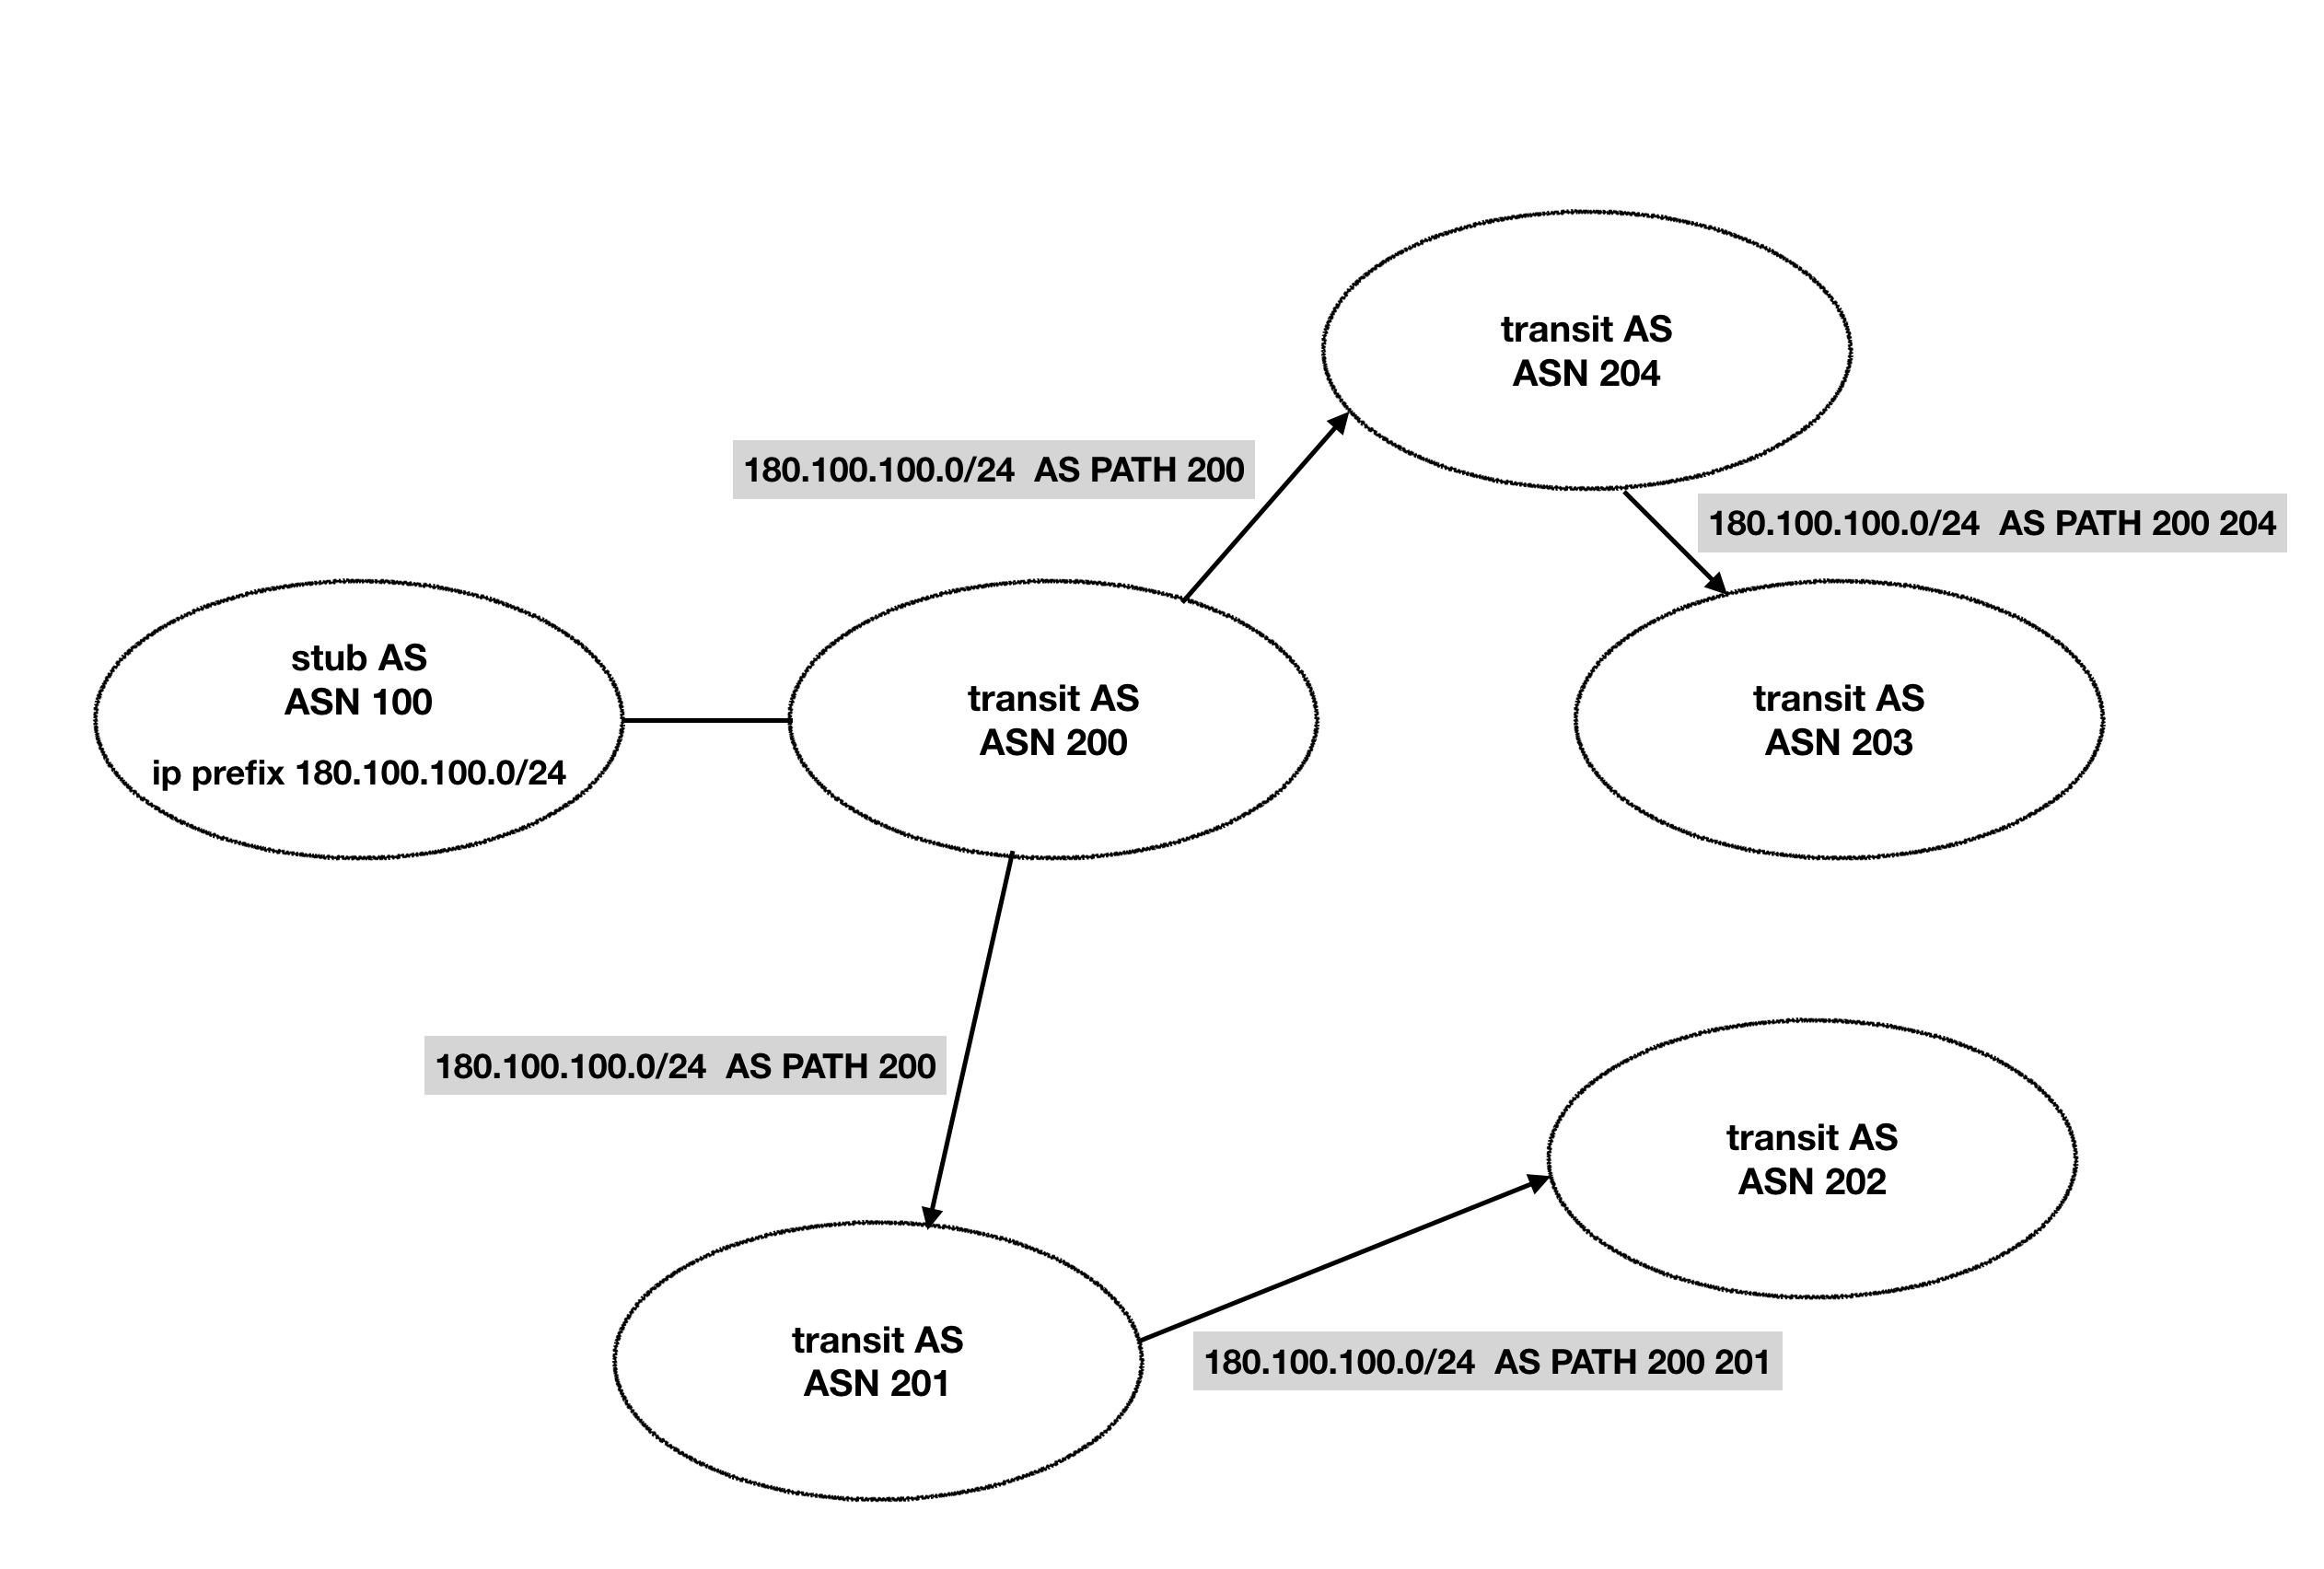 transit AS
ASN 204
180.100.100.0/24  AS PATH 200
180.100.100.0/24  AS PATH 200 204
stub AS
ASN 100
ip prefix 180.100.100.0/24
transit AS
ASN 200
transit AS
ASN 203
180.100.100.0/24  AS PATH 200
transit AS
ASN 202
transit AS
ASN 201
180.100.100.0/24  AS PATH 200 201